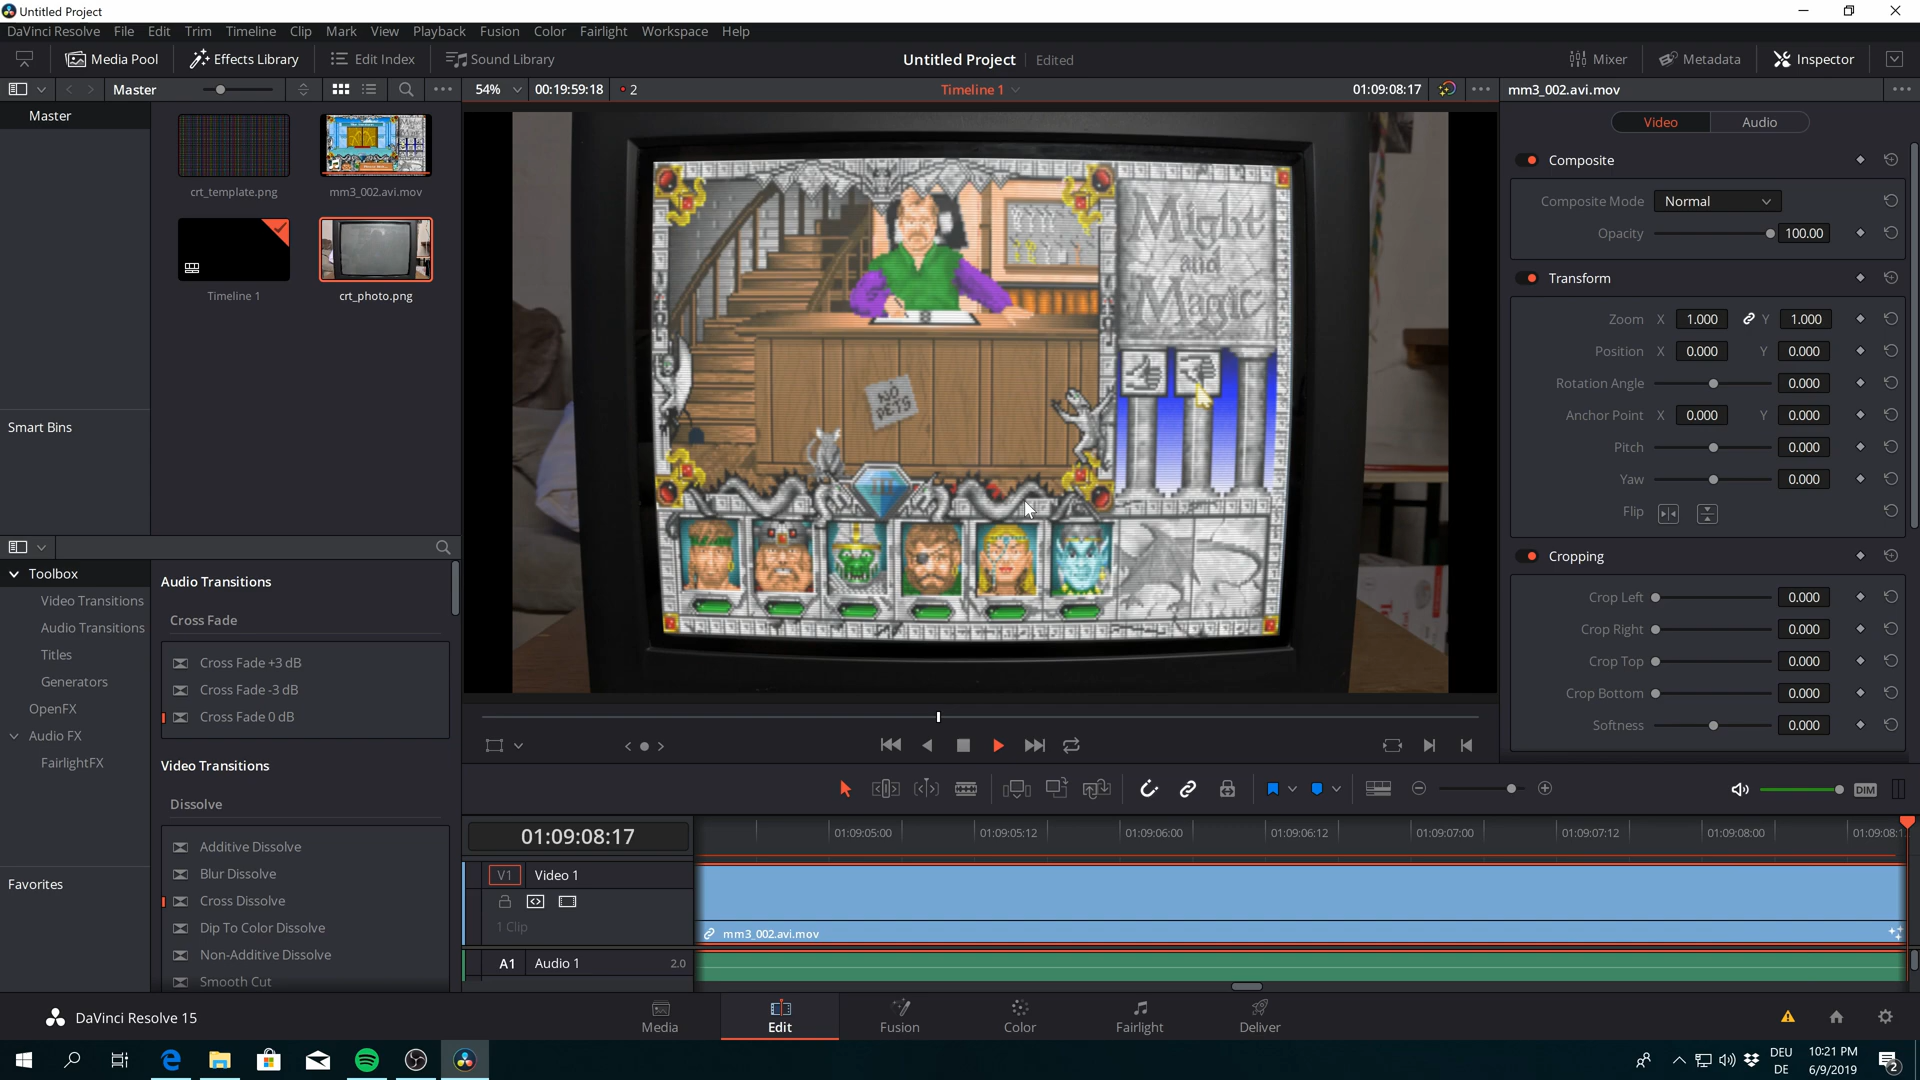 Untitled Project
DaVinci Resolve File Edit Trim Timeline Clip Mark View Playback Fusion Color Fairlight Workspace Help
Media Pool Effects Library Edit Index Sound Library Untitled Project Edited Mixer Metadata Inspector
Master 54% 00:19:59:18 2 Timeline 1 01:09:08:17 mm3_002.avi.mov
Master
Video Audio
Composite
Composite Mode Normal
Opacity 100.00
crt_template.png mm3_002.avi.mov
Timeline 1 crt_photo.png
Might
and
Magic
NO
PETS
III
Transform
Zoom X 1.000 Y 1.000
Position X 0.000 Y 0.000
Rotation Angle 0.000
Anchor Point X 0.000 Y 0.000
Pitch 0.000
Yaw 0.000
Flip
Cropping
Crop Left 0.000
Crop Right 0.000
Crop Top 0.000
Crop Bottom 0.000
Softness 0.000
Smart Bins
Toolbox
Video Transitions
Audio Transitions
Titles
Generators
OpenFX
Audio FX
FairlightFX
Favorites
Audio Transitions
Cross Fade
Cross Fade +3 dB
Cross Fade -3 dB
Cross Fade 0 dB
Video Transitions
Dissolve
Additive Dissolve
Blur Dissolve
Cross Dissolve
Dip To Color Dissolve
Non-Additive Dissolve
Smooth Cut
DIM
01:09:08:17 01:09:05:00 01:09:05:12 01:09:06:00 01:09:06:12 01:09:07:00 01:09:07:12 01:09:08:00 01:09:08:1
V1 Video 1
1 Clip
mm3_002.avi.mov
A1 Audio 1 2.0
DaVinci Resolve 15
Media Edit Fusion Color Fairlight Deliver
DEU
DE
10:21 PM
6/9/2019
2